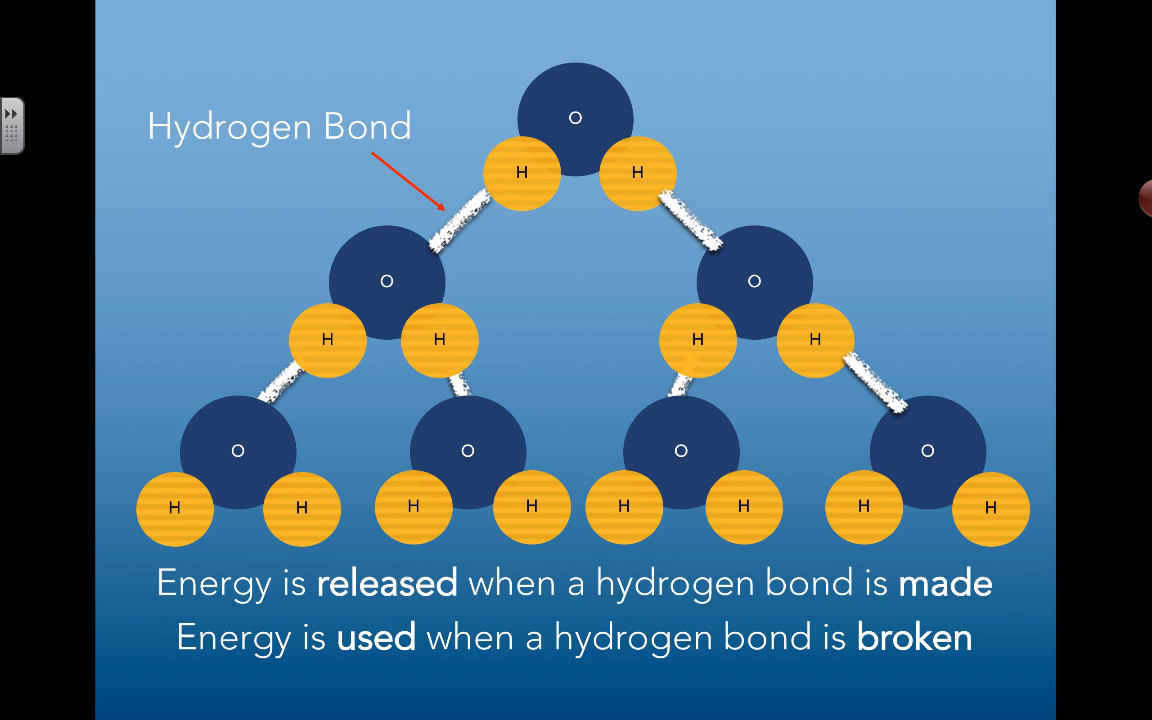 O
Hydrogen Bond
H H
O O
H H H H
O O O O
H H H H H H H H
Energy is released when a hydrogen bond is made
Energy is used when a hydrogen bond is broken